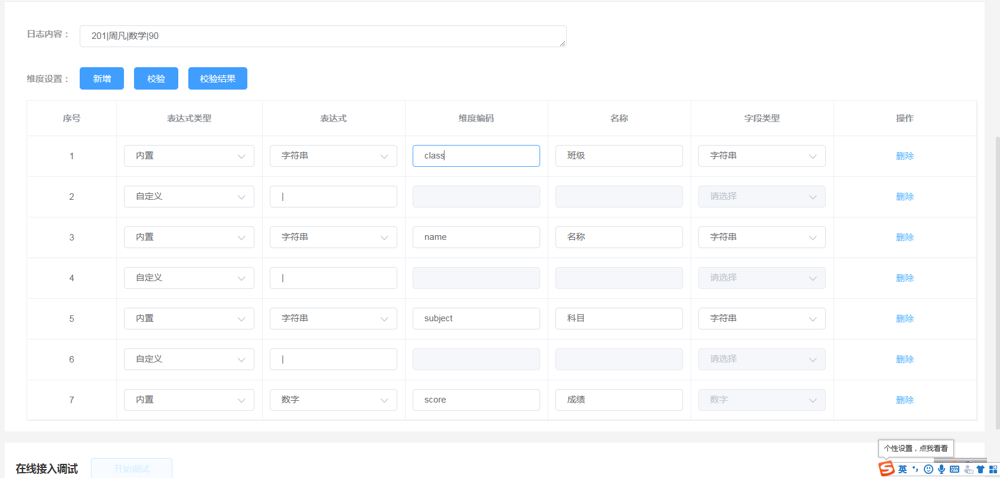 日志内容： 201|周凡|数学|90
维度设置： 新增 校验 校验结果
序号 表达式类型 表达式 维度编码 名称 字段类型 操作
1 内置 字符串 class 班级 字符串 删除
2 自定义 | 请选择 删除
3 内置 字符串 name 名称 字符串 删除
4 自定义 | 请选择 删除
5 内置 字符串 subject 科目 字符串 删除
6 自定义 | 请选择 删除
7 内置 数字 score 成绩 数字 删除
个性设置，点我看看
在线接入调试 开始调试
S 英